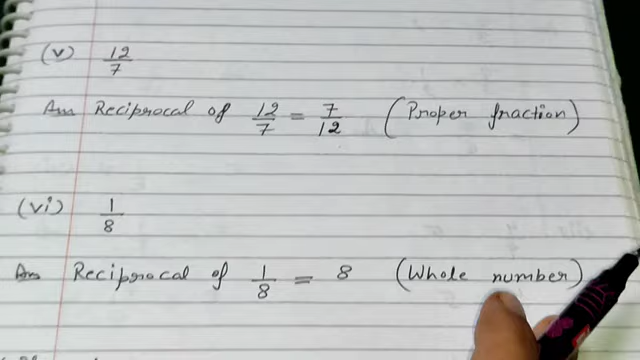 (v) 12/7
Ans Reciprocal of 12/7 = 7/12 (Proper fraction)
(vi) 1/8
Ans Reciprocal of 1/8 = 8 (Whole number)